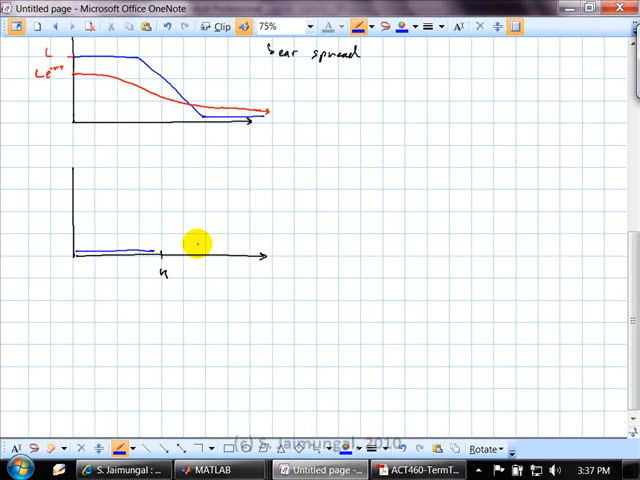 Untitled page - Microsoft Office OneNote
75%
Clip
L
bear spread
Le
(c) S. Jaimungal, 2010
Rotate
S. Jaimungal : ...
MATLAB
Untitled page -...
ACT460-TermT...
3:37 PM